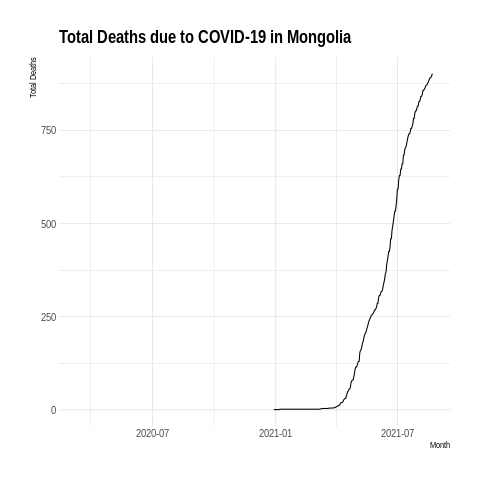 Total Deaths due to COVID-19 in Mongolia
Total Deaths
750
500
250
0
2020-07
2021-01
2021-07
Month